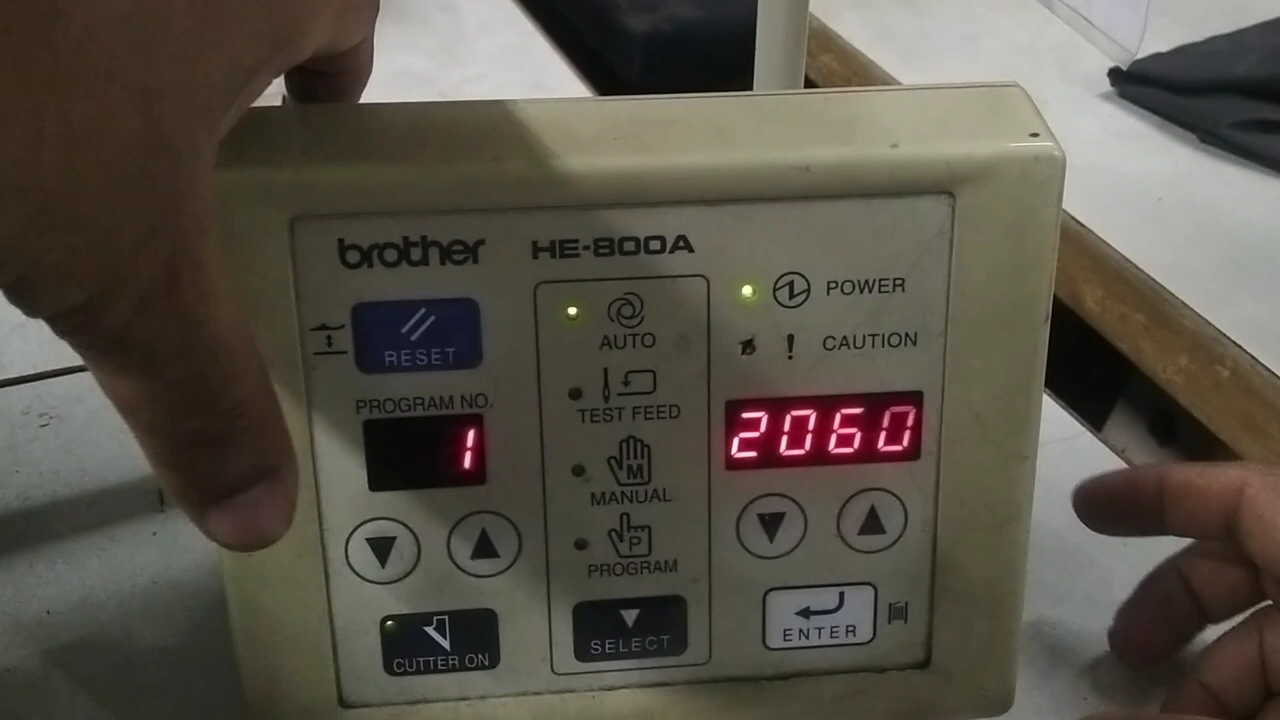 brother HE-800A
RESET
PROGRAM NO.
1
CUTTER ON
AUTO
TEST FEED
M
MANUAL
P
PROGRAM
SELECT
POWER
! CAUTION
2060
ENTER